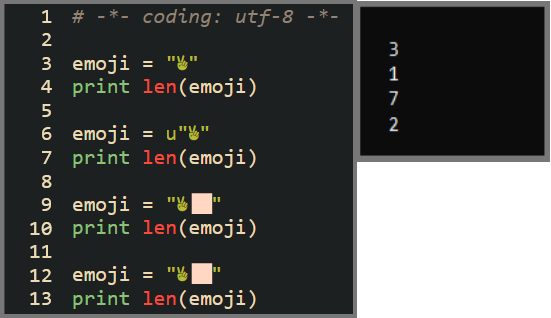 1 # -*- coding: utf-8 -*-
2
3 emoji = "✌"
4 print len(emoji)
5
6 emoji = u"✌"
7 print len(emoji)
8
9 emoji = "✌🏻"
10 print len(emoji)
11
12 emoji = "✌🏻"
13 print len(emoji)
3
1
7
2